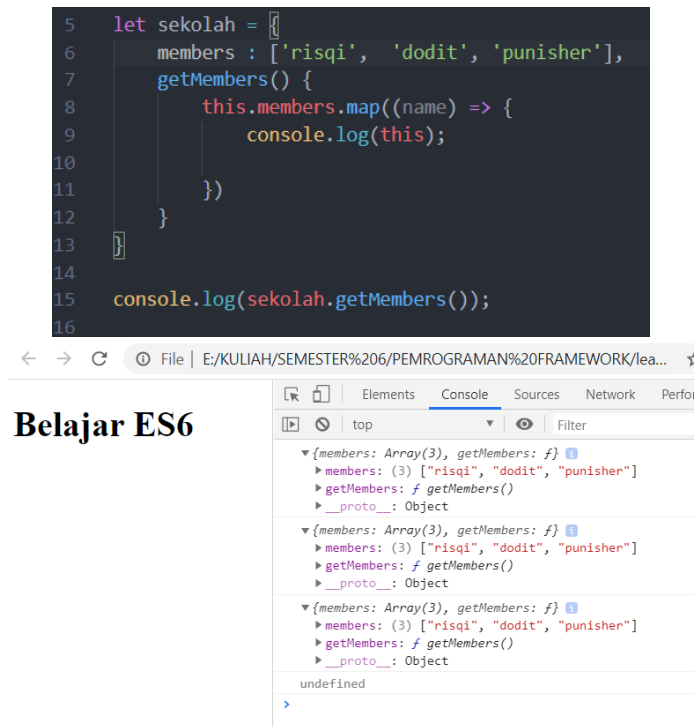 5 let sekolah = {
6 members : ['risqi', 'dodit', 'punisher'],
7 getMembers() {
8 this.members.map((name) => {
9 console.log(this);
10
11 })
12 }
13 }
14
15 console.log(sekolah.getMembers());
16
File | E:/KULIAH/SEMESTER%206/PEMROGRAMAN%20FRAMEWORK/lea...
Belajar ES6
Elements Console Sources Network Perfor
top Filter
{members: Array(3), getMembers: ƒ}
members: (3) ["risqi", "dodit", "punisher"]
getMembers: ƒ getMembers()
__proto__: Object
{members: Array(3), getMembers: ƒ}
members: (3) ["risqi", "dodit", "punisher"]
getMembers: ƒ getMembers()
__proto__: Object
{members: Array(3), getMembers: ƒ}
members: (3) ["risqi", "dodit", "punisher"]
getMembers: ƒ getMembers()
__proto__: Object
undefined